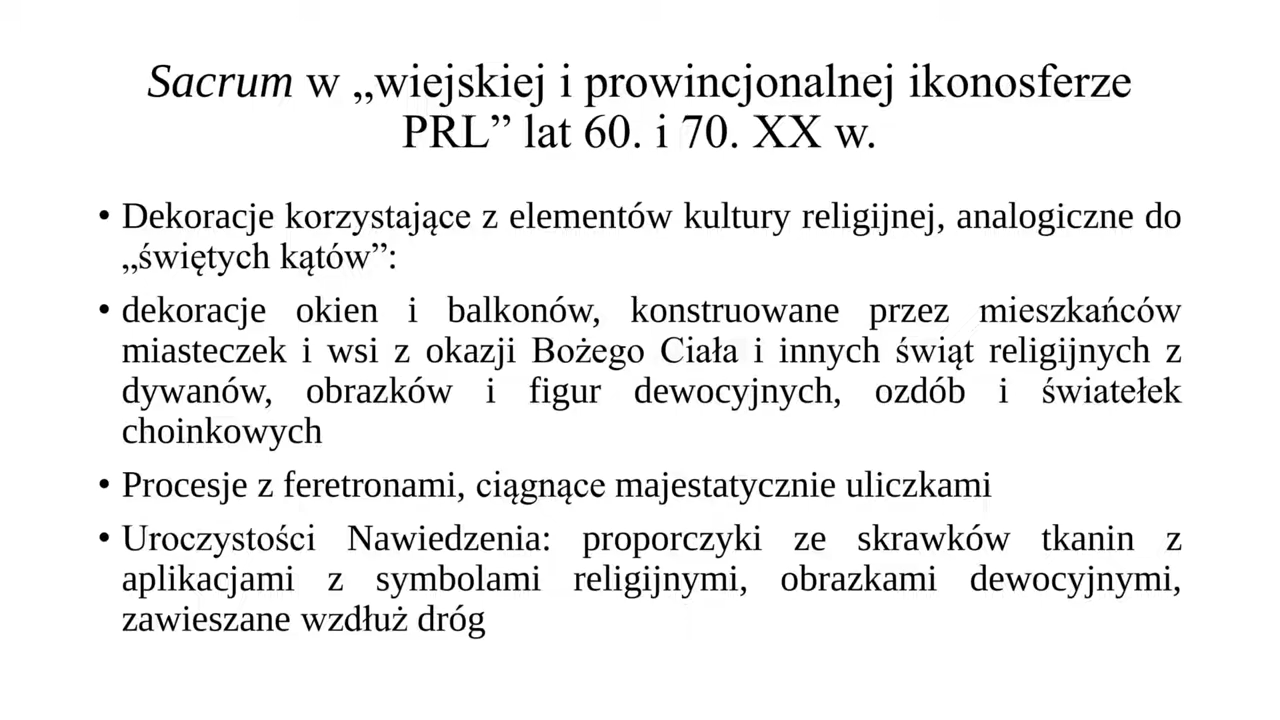 Sacrum w „wiejskiej i prowincjonalnej ikonosferze
PRL” lat 60. i 70. XX w.
• Dekoracje korzystające z elementów kultury religijnej, analogiczne do
„świętych kątów”:
• dekoracje okien i balkonów, konstruowane przez mieszkańców
miasteczek i wsi z okazji Bożego Ciała i innych świąt religijnych z
dywanów, obrazków i figur dewocyjnych, ozdób i światełek
choinkowych
• Procesje z feretronami, ciągnące majestatycznie uliczkami
• Uroczystości Nawiedzenia: proporczyki ze skrawków tkanin z
aplikacjami z symbolami religijnymi, obrazkami dewocyjnymi,
zawieszane wzdłuż dróg